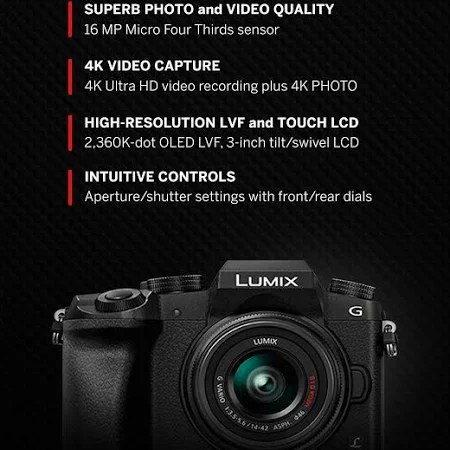 SUPERB PHOTO and VIDEO QUALITY
16 MP Micro Four Thirds sensor
4K VIDEO CAPTURE
4K Ultra HD video recording plus 4K PHOTO
HIGH-RESOLUTION LVF and TOUCH LCD
2,360K-dot OLED LVF, 3-inch tilt/swivel LCD
INTUITIVE CONTROLS
Aperture/shutter settings with front/rear dials
LUMIX
G
LUMIX
G VARIO 1:3.5-5.6 / 14-42 ASPH. Ø46 MEGA O.I.S.